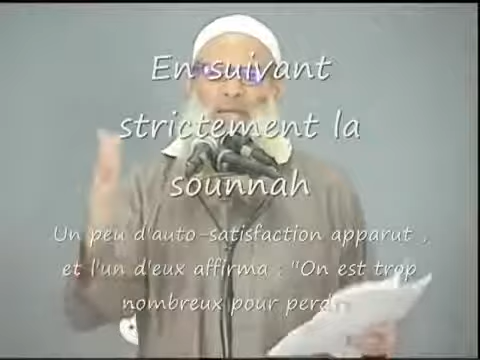 En suivant
strictement la
sounnah
Un peu d'auto-satisfaction apparut ,
et l'un d'eux affirma : "On est trop
nombreux pour